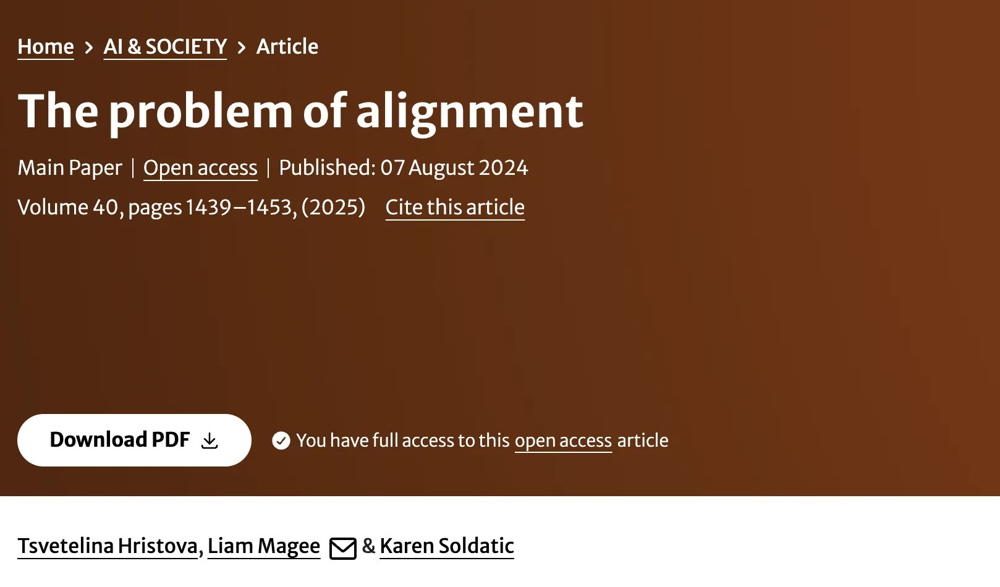 Home > AI & SOCIETY > Article
The problem of alignment
Main Paper | Open access | Published: 07 August 2024
Volume 40, pages 1439–1453, (2025) Cite this article
Download PDF You have full access to this open access article
Tsvetelina Hristova, Liam Magee & Karen Soldatic